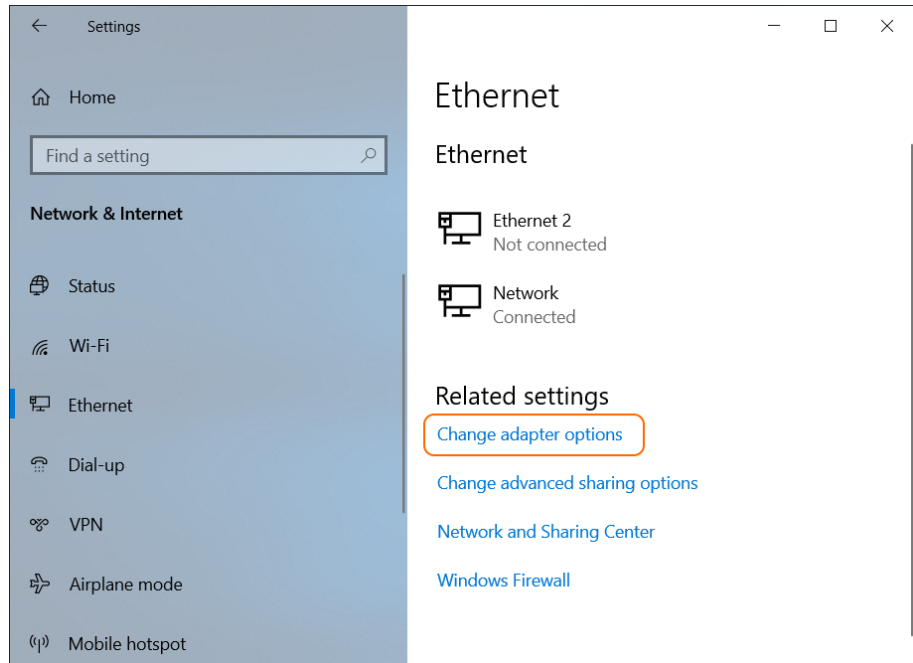 Settings
Home
Find a setting
Network & Internet
Status
Wi-Fi
Ethernet
Dial-up
VPN
Airplane mode
Mobile hotspot
Ethernet
Ethernet
Ethernet 2
Not connected
Network
Connected
Related settings
Change adapter options
Change advanced sharing options
Network and Sharing Center
Windows Firewall